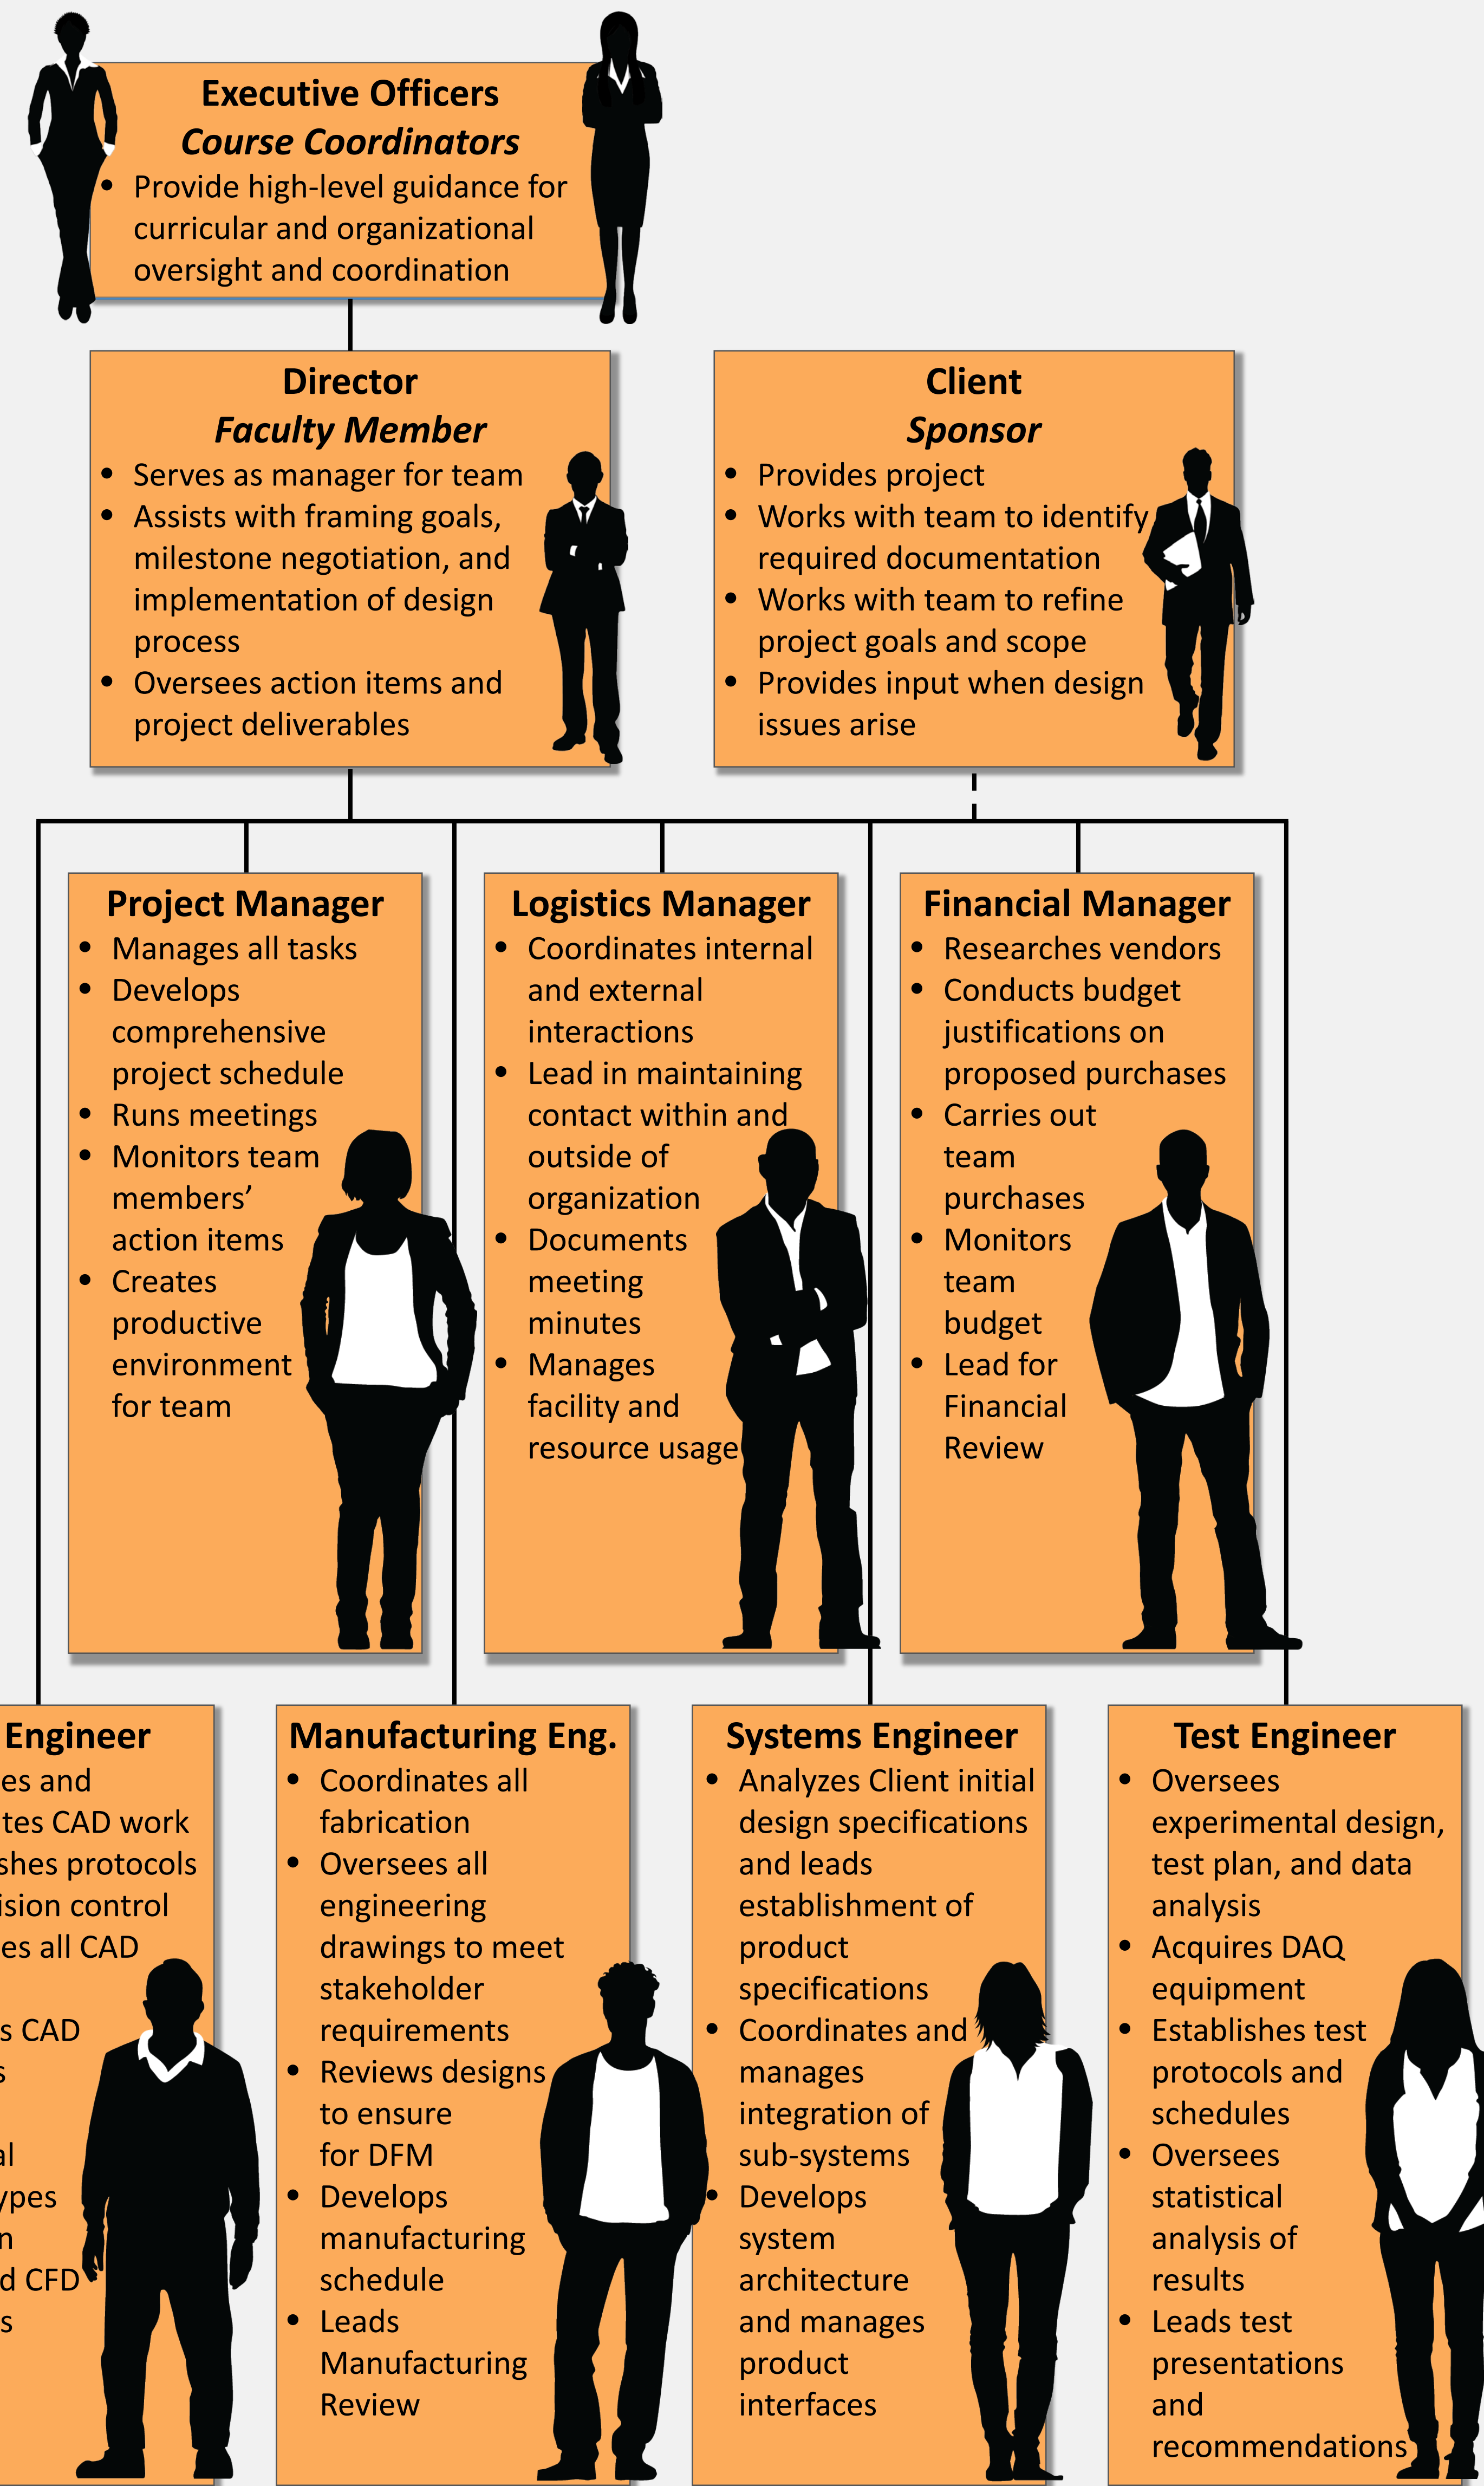 Executive Officers
Course Coordinators
• Provide high-level guidance for
curricular and organizational
oversight and coordination
Director
Faculty Member
• Serves as manager for team
• Assists with framing goals,
milestone negotiation, and
implementation of design
process
• Oversees action items and
project deliverables
Client
Sponsor
• Provides project
• Works with team to identify
required documentation
• Works with team to refine
project goals and scope
• Provides input when design
issues arise
Project Manager
• Manages all tasks
• Develops
comprehensive
project schedule
• Runs meetings
• Monitors team
members’
action items
• Creates
productive
environment
for team
Logistics Manager
• Coordinates internal
and external
interactions
• Lead in maintaining
contact within and
outside of
organization
• Documents
meeting
minutes
• Manages
facility and
resource usage
Financial Manager
• Researches vendors
• Conducts budget
justifications on
proposed purchases
• Carries out
team
purchases
• Monitors
team
budget
• Lead for
Financial
Review
Engineer
and
CAD work
protocols
control
all CAD
CAD
CFD
Manufacturing Eng.
• Coordinates all
fabrication
• Oversees all
engineering
drawings to meet
stakeholder
requirements
• Reviews designs
to ensure
for DFM
• Develops
manufacturing
schedule
• Leads
Manufacturing
Review
Systems Engineer
• Analyzes Client initial
design specifications
and leads
establishment of
product
specifications
• Coordinates and
manages
integration of
sub-systems
• Develops
system
architecture
and manages
product
interfaces
Test Engineer
• Oversees
experimental design,
test plan, and data
analysis
• Acquires DAQ
equipment
• Establishes test
protocols and
schedules
• Oversees
statistical
analysis of
results
• Leads test
presentations
and
recommendations